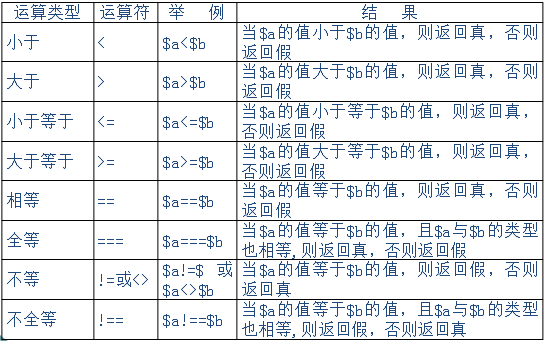 运算类型 运算符 举 例 结 果
小于 < $a<$b 当$a的值小于$b的值，则返回真，否则
返回假
大于 > $a>$b 当$a的值大于$b的值，则返回真，否则
返回假
小于等于 <= $a<=$b 当$a的值小于等于$b的值，则返回真，
否则返回假
大于等于 >= $a>=$b 当$a的值大于等于$b的值，则返回真，
否则返回假
相等 == $a==$b 当$a的值等于$b的值，则返回真，否则
返回假
全等 === $a===$b 当$a的值等于$b的值，且$a与$b的类型
也相等,则返回真，否则返回假
不等 !=或<> $a!=$ 或 当$a的值等于$b的值，则返回假，否则
$a<>$b 返回真
不全等 !== $a!==$b 当$a的值等于$b的值，且$a与$b的类型
也相等,则返回假，否则返回真